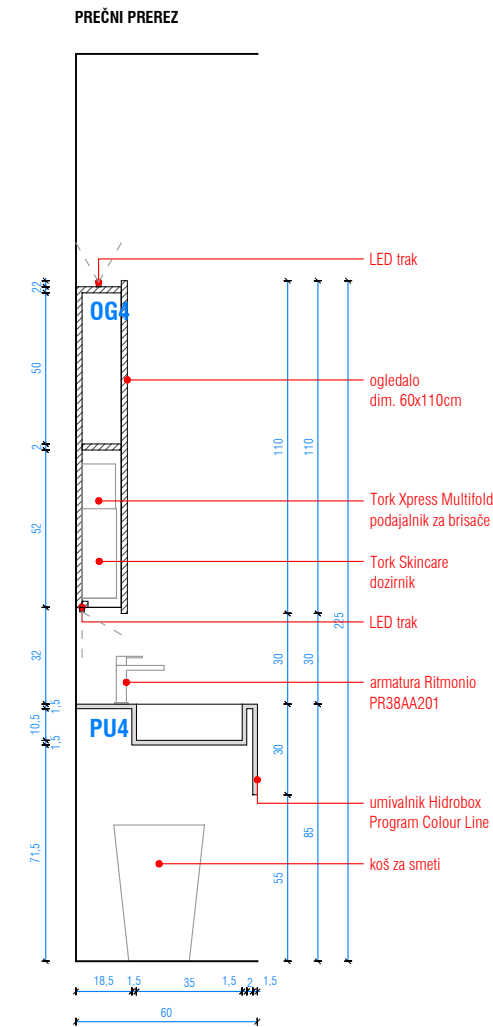 PREČNI PREREZ
LED trak
OG4
ogledalo
dim. 60x110cm
Tork Xpress Multifold
podajalnik za brisače
Tork Skincare
dozirnik
LED trak
armatura Ritmonio
PR38AA201
PU4
umivalnik Hidrobox
Program Colour Line
koš za smeti
22
50
2
52
32
1,5
10,5
1,5
71,5
110
30
30
55
110
30
85
225
18,5 1,5 35 1,5 2 1,5
60